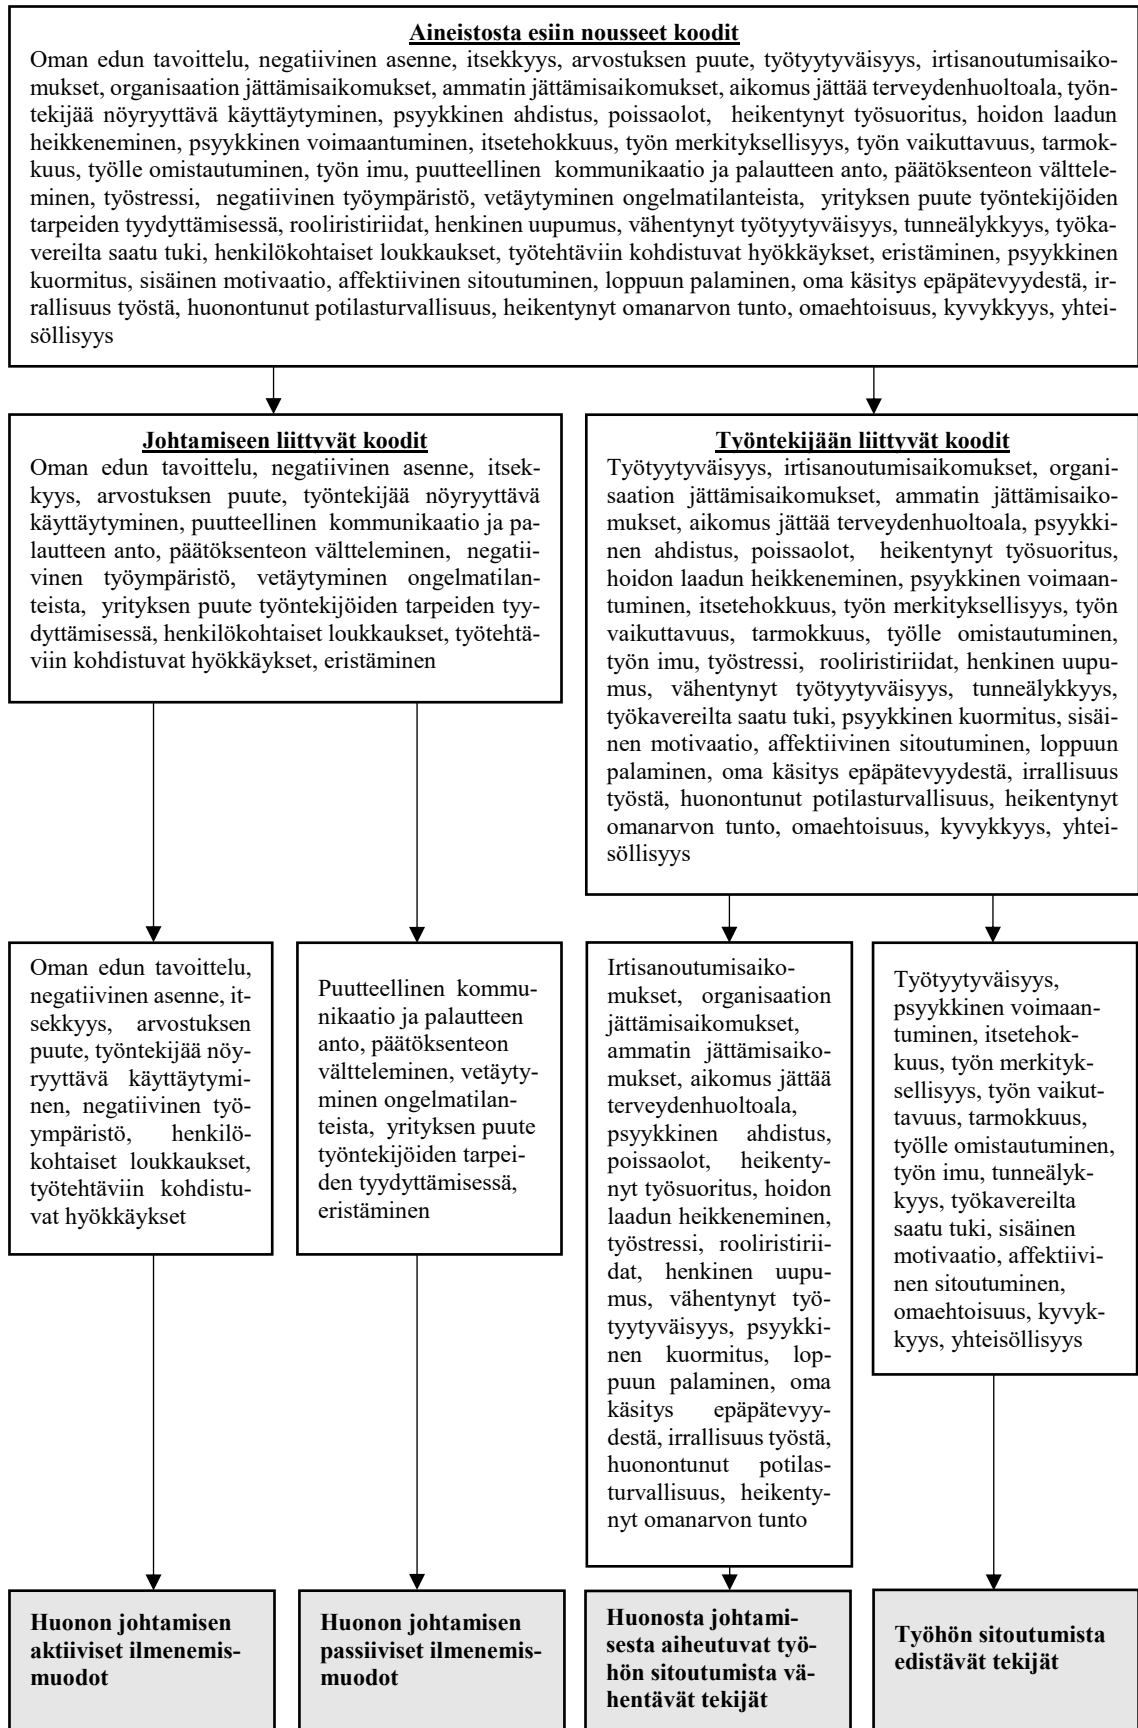 Aineistosta esiin nousseet koodit
Oman edun tavoittelu, negatiivinen asenne, itsekkyys, arvostuksen puute, työtyytyväisyys, irtisanoutumisaiko-
mukset, organisaation jättämisaikomukset, ammatin jättämisaikomukset, aikomus jättää terveydenhuoltoala, työn-
tekijää nöyryyttävä käyttäytyminen, psyykkinen ahdistus, poissaolot, heikentynyt työsuoritus, hoidon laadun
heikkeneminen, psyykkinen voimaantuminen, itsetehokkuus, työn merkityksellisyys, työn vaikuttavuus, tarmok-
kuus, työlle omistautuminen, työn imu, puutteellinen kommunikaatio ja palautteen anto, päätöksenteon välttele-
minen, työstressi, negatiivinen työympäristö, vetäytyminen ongelmatilanteista, yrityksen puute työntekijöiden
tarpeiden tyydyttämisessä, rooliristiriidat, henkinen uupumus, vähentynyt työtyytyväisyys, tunneälykkyys, työka-
vereilta saatu tuki, henkilökohtaiset loukkaukset, työtehtäviin kohdistuvat hyökkäykset, eristäminen, psyykkinen
kuormitus, sisäinen motivaatio, affektiivinen sitoutuminen, loppuun palaminen, oma käsitys epäpätevyydestä, ir-
rallisuus työstä, huonontunut potilasturvallisuus, heikentynyt omanarvon tunto, omaehtoisuus, kyvykkyys, yhtei-
söllisyys
Johtamiseen liittyvät koodit
Oman edun tavoittelu, negatiivinen asenne, itsek-
kyys, arvostuksen puute, työntekijää nöyryyttävä
käyttäytyminen, puutteellinen kommunikaatio ja pa-
lautteen anto, päätöksenteon vältteleminen, negatii-
vinen työympäristö, vetäytyminen ongelmatilan-
teista, yrityksen puute työntekijöiden tarpeiden tyy-
dyttämisessä, henkilökohtaiset loukkaukset, työtehtä-
viin kohdistuvat hyökkäykset, eristäminen
Työntekijään liittyvät koodit
Työtyytyväisyys, irtisanoutumisaikomukset, organi-
saation jättämisaikomukset, ammatin jättämisaiko-
mukset, aikomus jättää terveydenhuoltoala, psyykki-
nen ahdistus, poissaolot, heikentynyt työsuoritus,
hoidon laadun heikkeneminen, psyykkinen voimaan-
tuminen, itsetehokkuus, työn merkityksellisyys, työn
vaikuttavuus, tarmokkuus, työlle omistautuminen,
työn imu, työstressi, rooliristiriidat, henkinen uupu-
mus, vähentynyt työtyytyväisyys, tunneälykkyys,
työkavereilta saatu tuki, psyykkinen kuormitus, sisäi-
nen motivaatio, affektiivinen sitoutuminen, loppuun
palaminen, oma käsitys epäpätevyydestä, irrallisuus
työstä, huonontunut potilasturvallisuus, heikentynyt
omanarvon tunto, omaehtoisuus, kyvykkyys, yhtei-
söllisyys
Oman edun tavoittelu,
negatiivinen asenne, it-
sekkyys, arvostuksen
puute, työntekijää nöy-
ryyttävä käyttäytymi-
nen, negatiivinen työ-
ympäristö, henkilö-
kohtaiset loukkaukset,
työtehtäviin kohdistu-
vat hyökkäykset
Puutteellinen kommu-
nikaatio ja palautteen
anto, päätöksenteon
vältteleminen, vetäyty-
minen ongelmatilan-
teista, yrityksen puute
työntekijöiden tarpei-
den tyydyttämisessä,
eristäminen
Irtisanoutumisaiko-
mukset, organisaation
jättämisaikomukset,
ammatin jättämisaiko-
mukset, aikomus jättää
terveydenhuoltoala,
psyykkinen ahdistus,
poissaolot, heikenty-
nyt työsuoritus, hoidon
laadun heikkeneminen,
työstressi, rooliristirii-
dat, henkinen uupu-
mus, vähentynyt työ-
tyytyväisyys, psyykki-
nen kuormitus, lop-
puun palaminen, oma
käsitys epäpätevyy-
destä, irrallisuus työstä,
huonontunut potilas-
turvallisuus, heikenty-
nyt omanarvon tunto
Työtyytyväisyys,
psyykkinen voimaan-
tuminen, itsetehok-
kuus, työn merkityk-
sellisyys, työn vaikut-
tavuus, tarmokkuus,
työlle omistautuminen,
työn imu, tunneälyk-
kyys, työkavereilta
saatu tuki, sisäinen
motivaatio, affektiivi-
nen sitoutuminen,
omaehtoisuus, kyvyk-
kyys, yhteisöllisyys
Huonon johtamisen
aktiiviset ilmenemis-
muodot
Huonon johtamisen
passiiviset ilmenemis-
muodot
Huonosta johtami-
sesta aiheutuvat työ-
hön sitoutumista vä-
hentävät tekijät
Työhön sitoutumista
edistävät tekijät